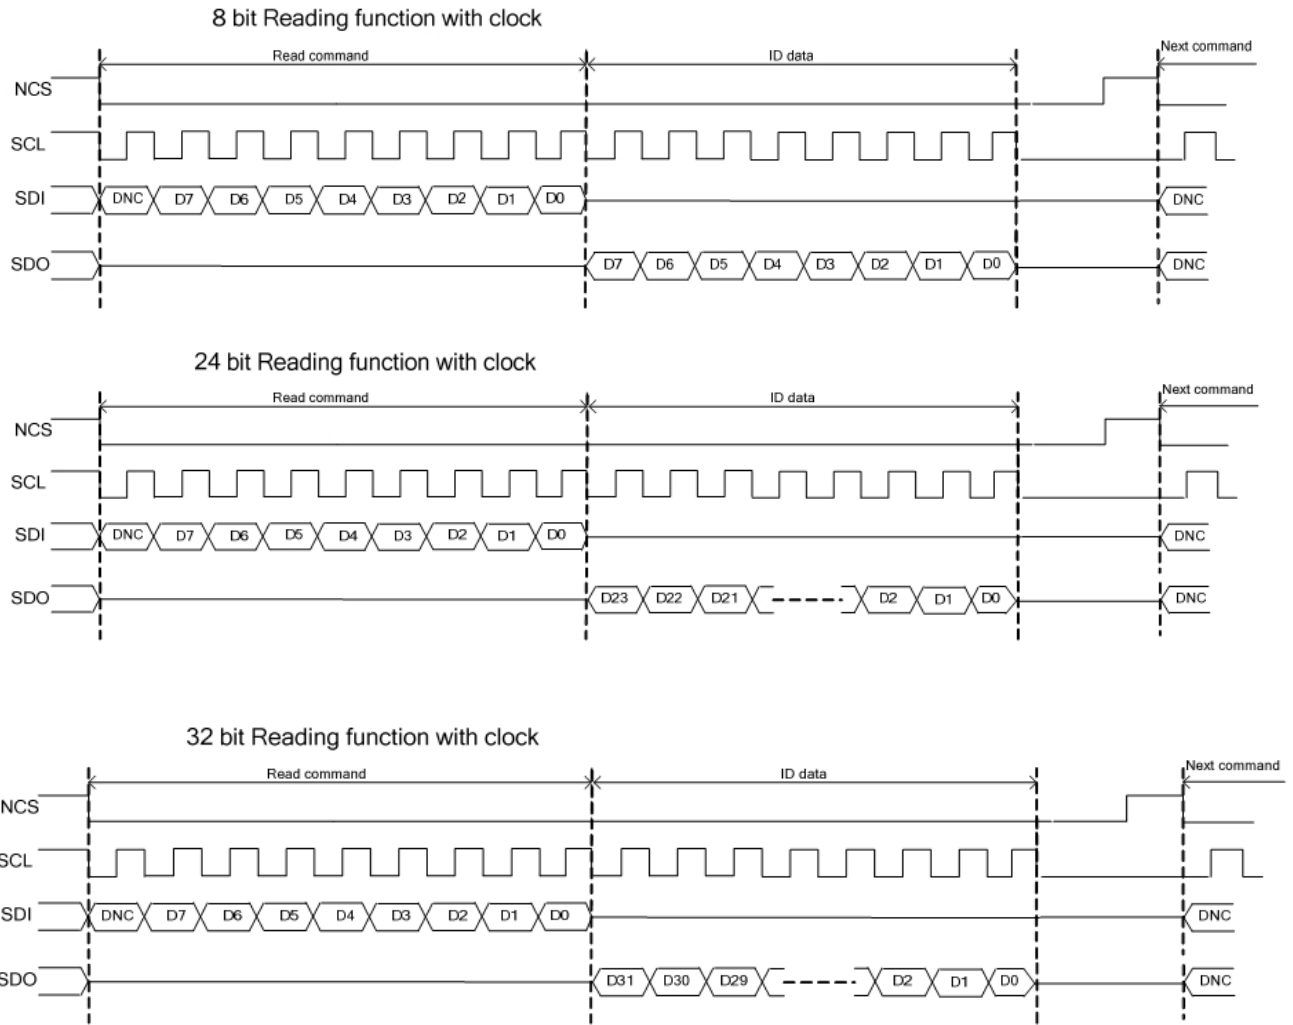 8 bit Reading function with clock
Read command ID data Next command
NCS
SCL
SDI DNC D7 D6 D5 D4 D3 D2 D1 D0 DNC
SDO D7 D6 D5 D4 D3 D2 D1 D0 DNC
24 bit Reading function with clock
Read command ID data Next command
NCS
SCL
SDI DNC D7 D6 D5 D4 D3 D2 D1 D0 DNC
SDO D23 D22 D21 D2 D1 D0 DNC
32 bit Reading function with clock
Read command ID data Next command
NCS
SCL
SDI DNC D7 D6 D5 D4 D3 D2 D1 D0 DNC
SDO D31 D30 D29 D2 D1 D0 DNC